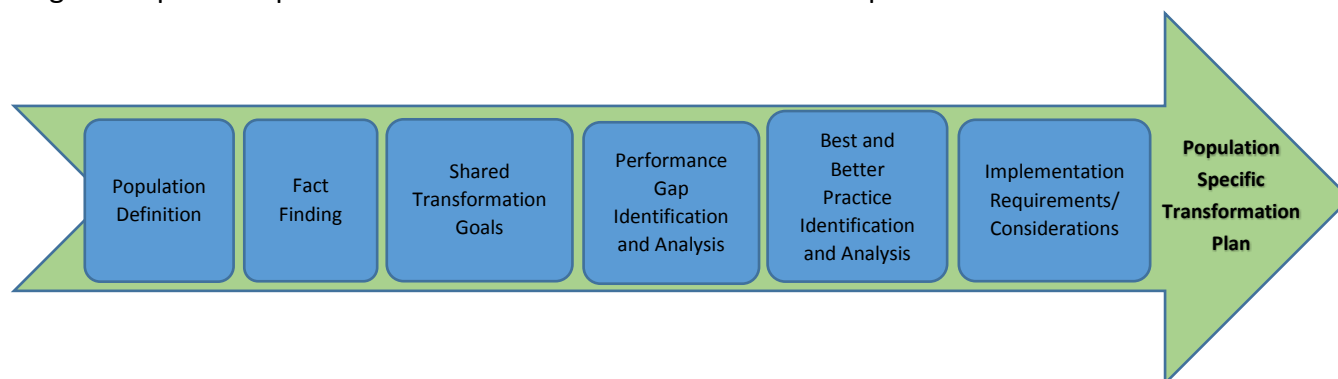 Population
Definition
Fact
Finding
Shared
Transformation
Goals
Performance
Gap
Identification
and Analysis
Best and
Better
Practice
Identification
and Analysis
Implementation
Requirements/
Considerations
Population
Specific
Transformation
Plan